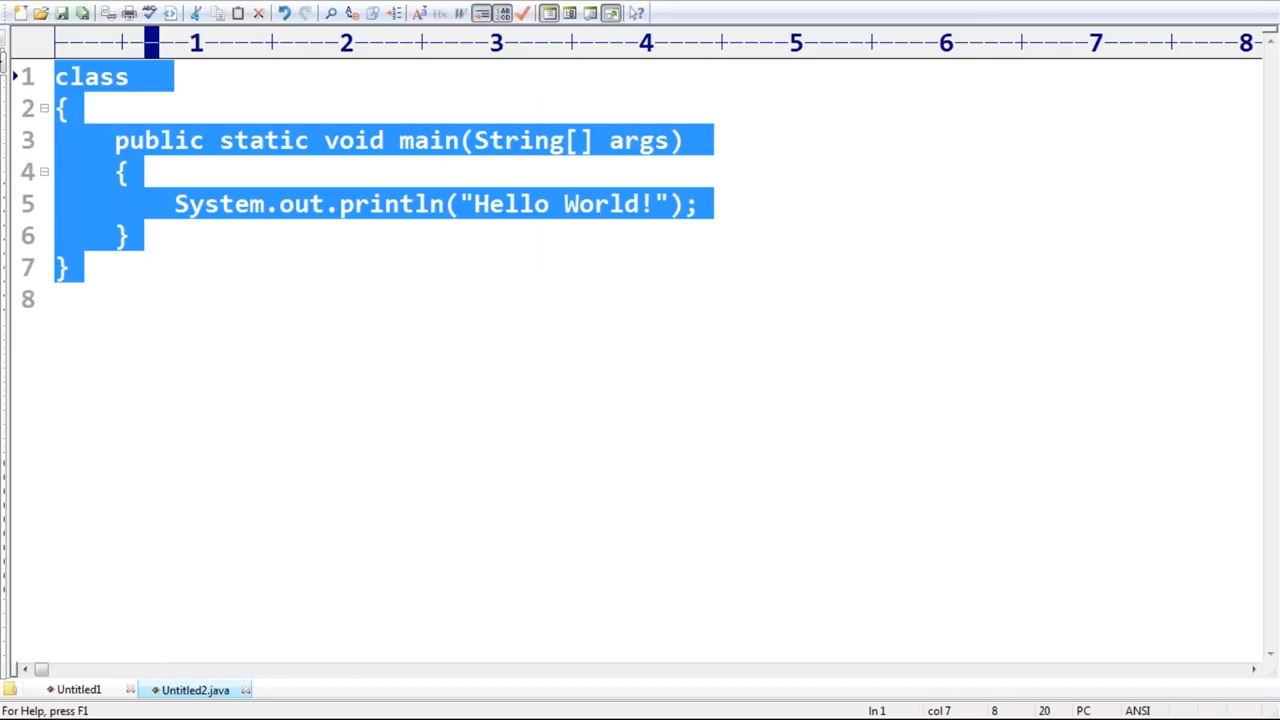 1 2 3 4 5 6 7 8
1 class
2 {
3 public static void main(String[] args)
4 {
5 System.out.println("Hello World!");
6 }
7 }
8
Untitled1 Untitled2.java
For Help, press F1 ln 1 col 7 8 20 PC ANSI